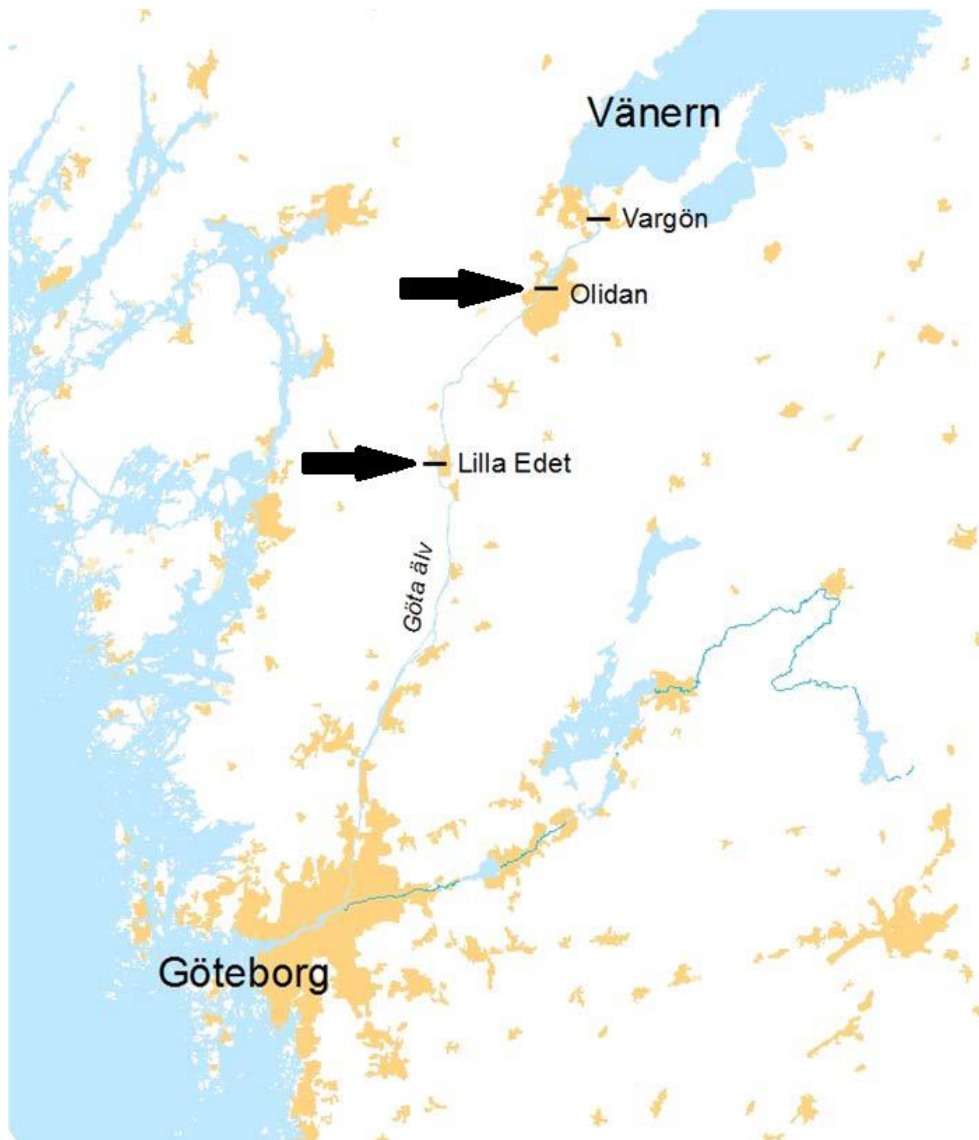 Vänern
Vargön
Olidan
Lilla Edet
Göta älv
Göteborg